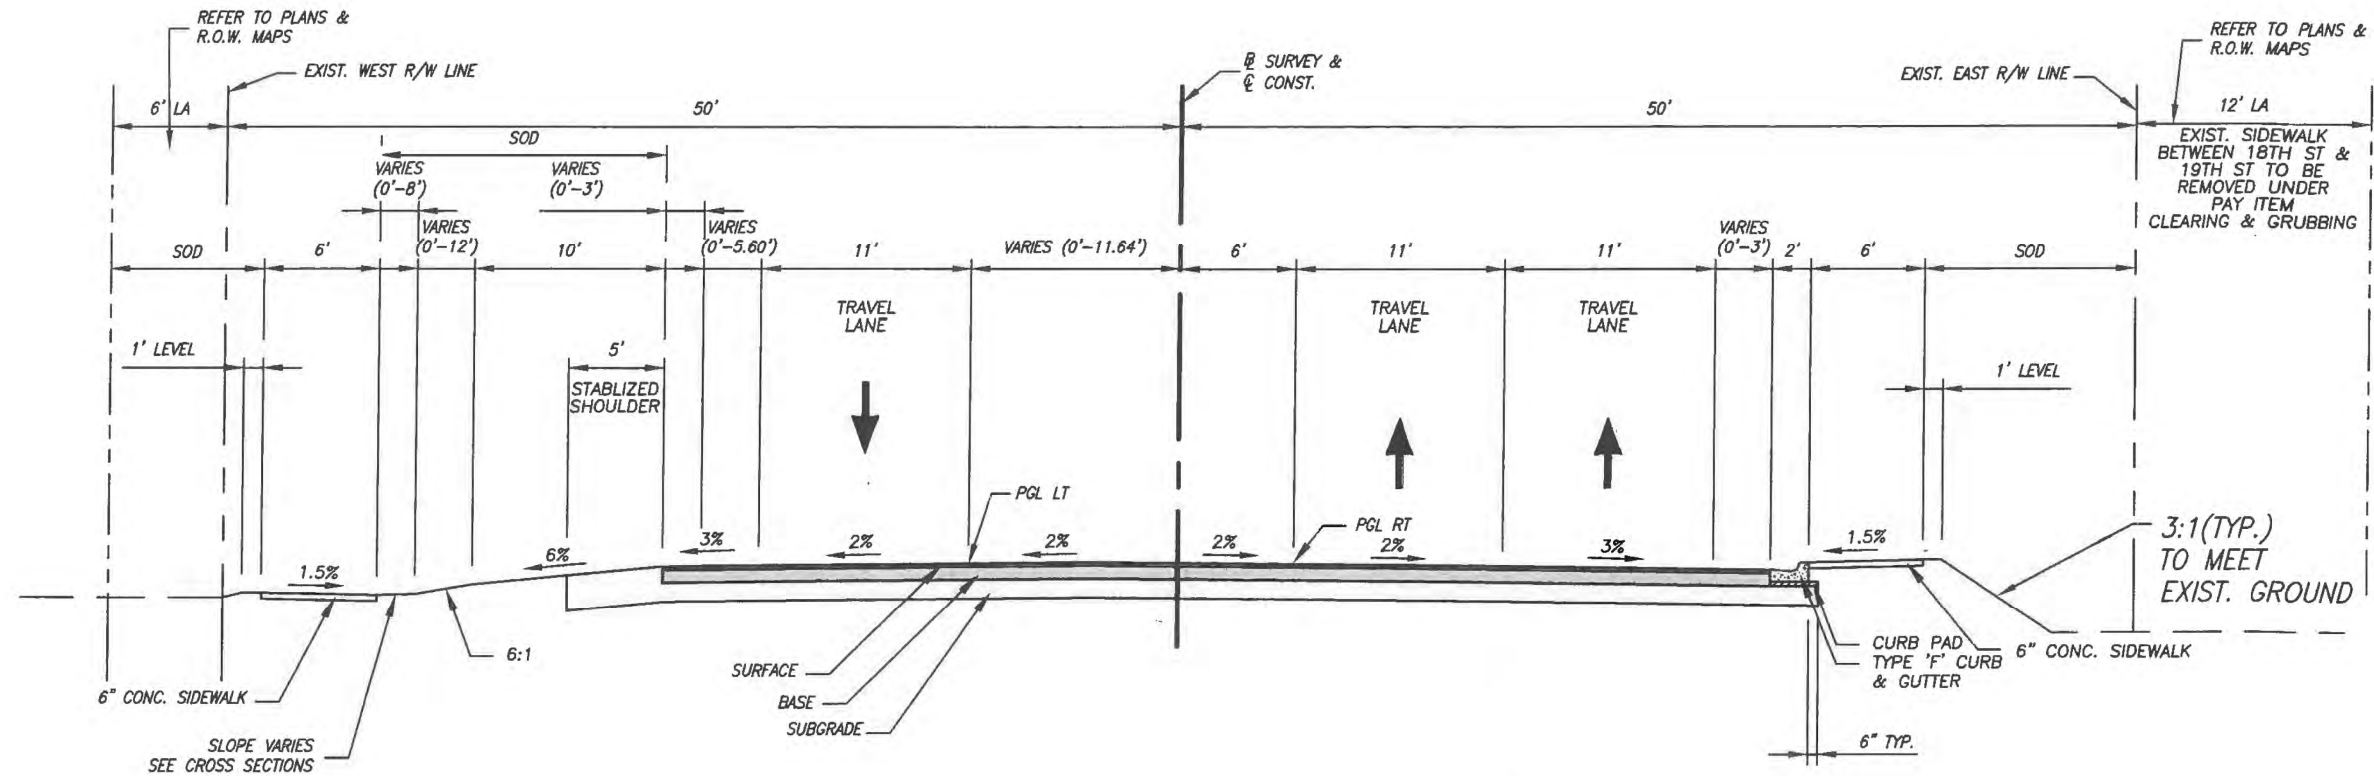 REFER TO PLANS &
R.O.W. MAPS
EXIST. WEST R/W LINE
℄ SURVEY &
℄ CONST.
REFER TO PLANS &
R.O.W. MAPS
EXIST. EAST R/W LINE
6' LA
50'
50'
12' LA
EXIST. SIDEWALK
BETWEEN 18TH ST &
19TH ST TO BE
REMOVED UNDER
PAY ITEM
CLEARING & GRUBBING
SOD
VARIES
(0'-8')
VARIES
(0'-3')
SOD
6'
VARIES
(0'-12')
10'
VARIES
(0'-5.60')
11'
VARIES (0'-11.64')
6'
11'
11'
VARIES
(0'-3')
2'
6'
SOD
TRAVEL
LANE
TRAVEL
LANE
TRAVEL
LANE
1' LEVEL
5'
STABLIZED
SHOULDER
1' LEVEL
PGL LT
PGL RT
1.5%
6%
3%
2%
2%
2%
2%
3%
1.5%
3:1(TYP.)
TO MEET
EXIST. GROUND
6:1
6" CONC. SIDEWALK
SLOPE VARIES
SEE CROSS SECTIONS
SURFACE
BASE
SUBGRADE
CURB PAD
TYPE 'F' CURB
& GUTTER
6" CONC. SIDEWALK
6" TYP.